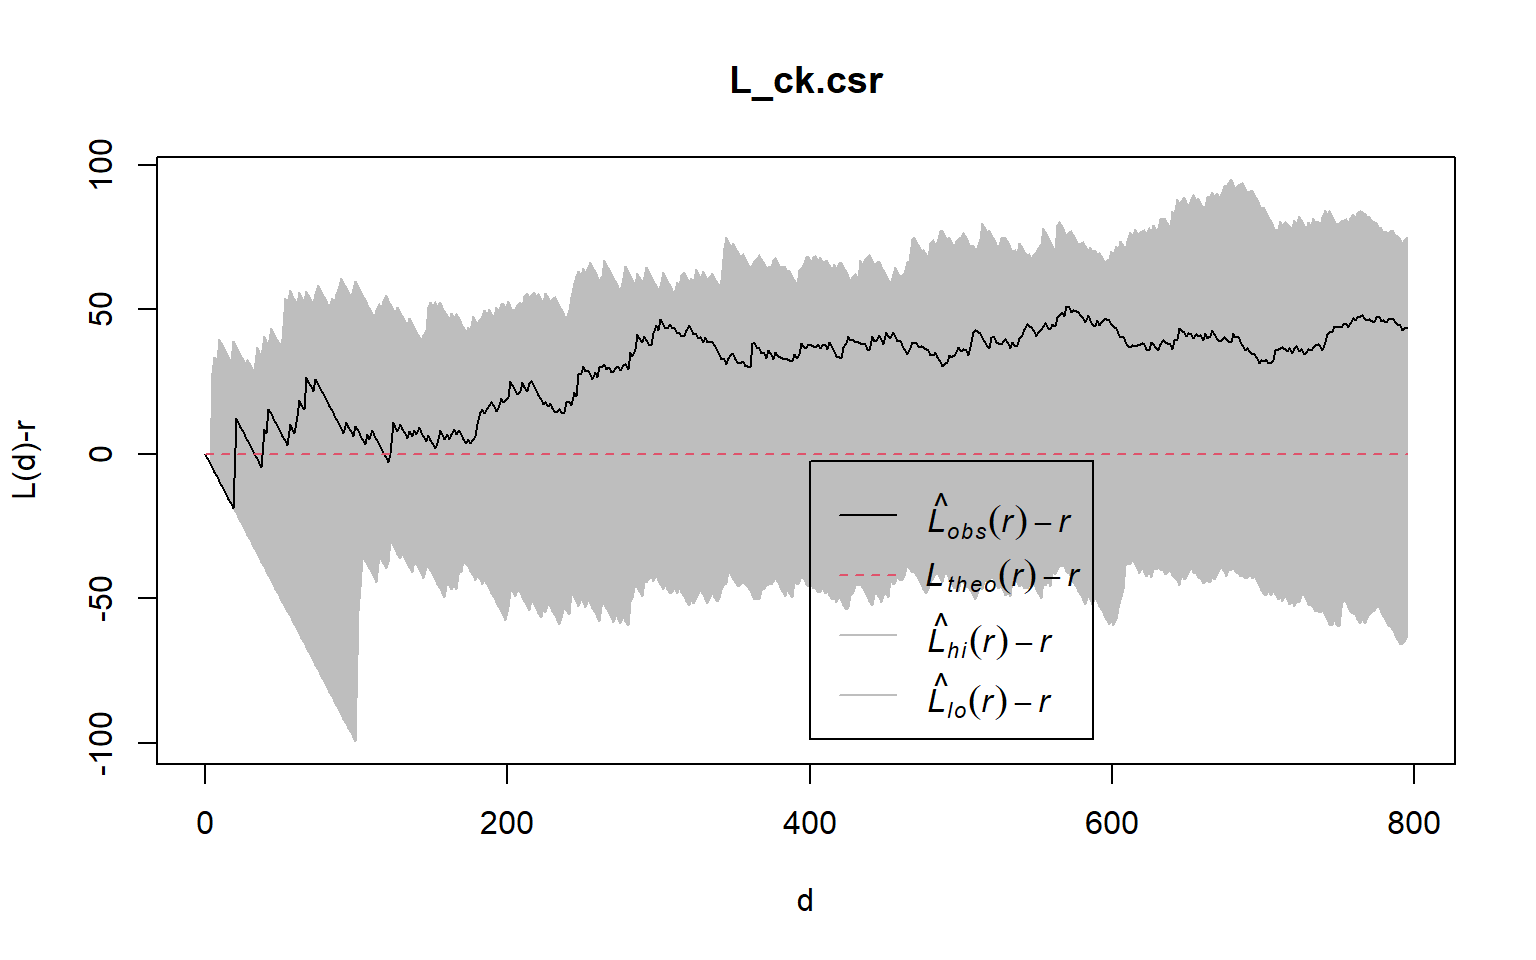 L_ck.csr
L(d)-r
100
50
0
-50
-100
L̂obs(r) − r
Ltheo(r) − r
L̂hi(r) − r
L̂lo(r) − r
0 200 400 600 800
d